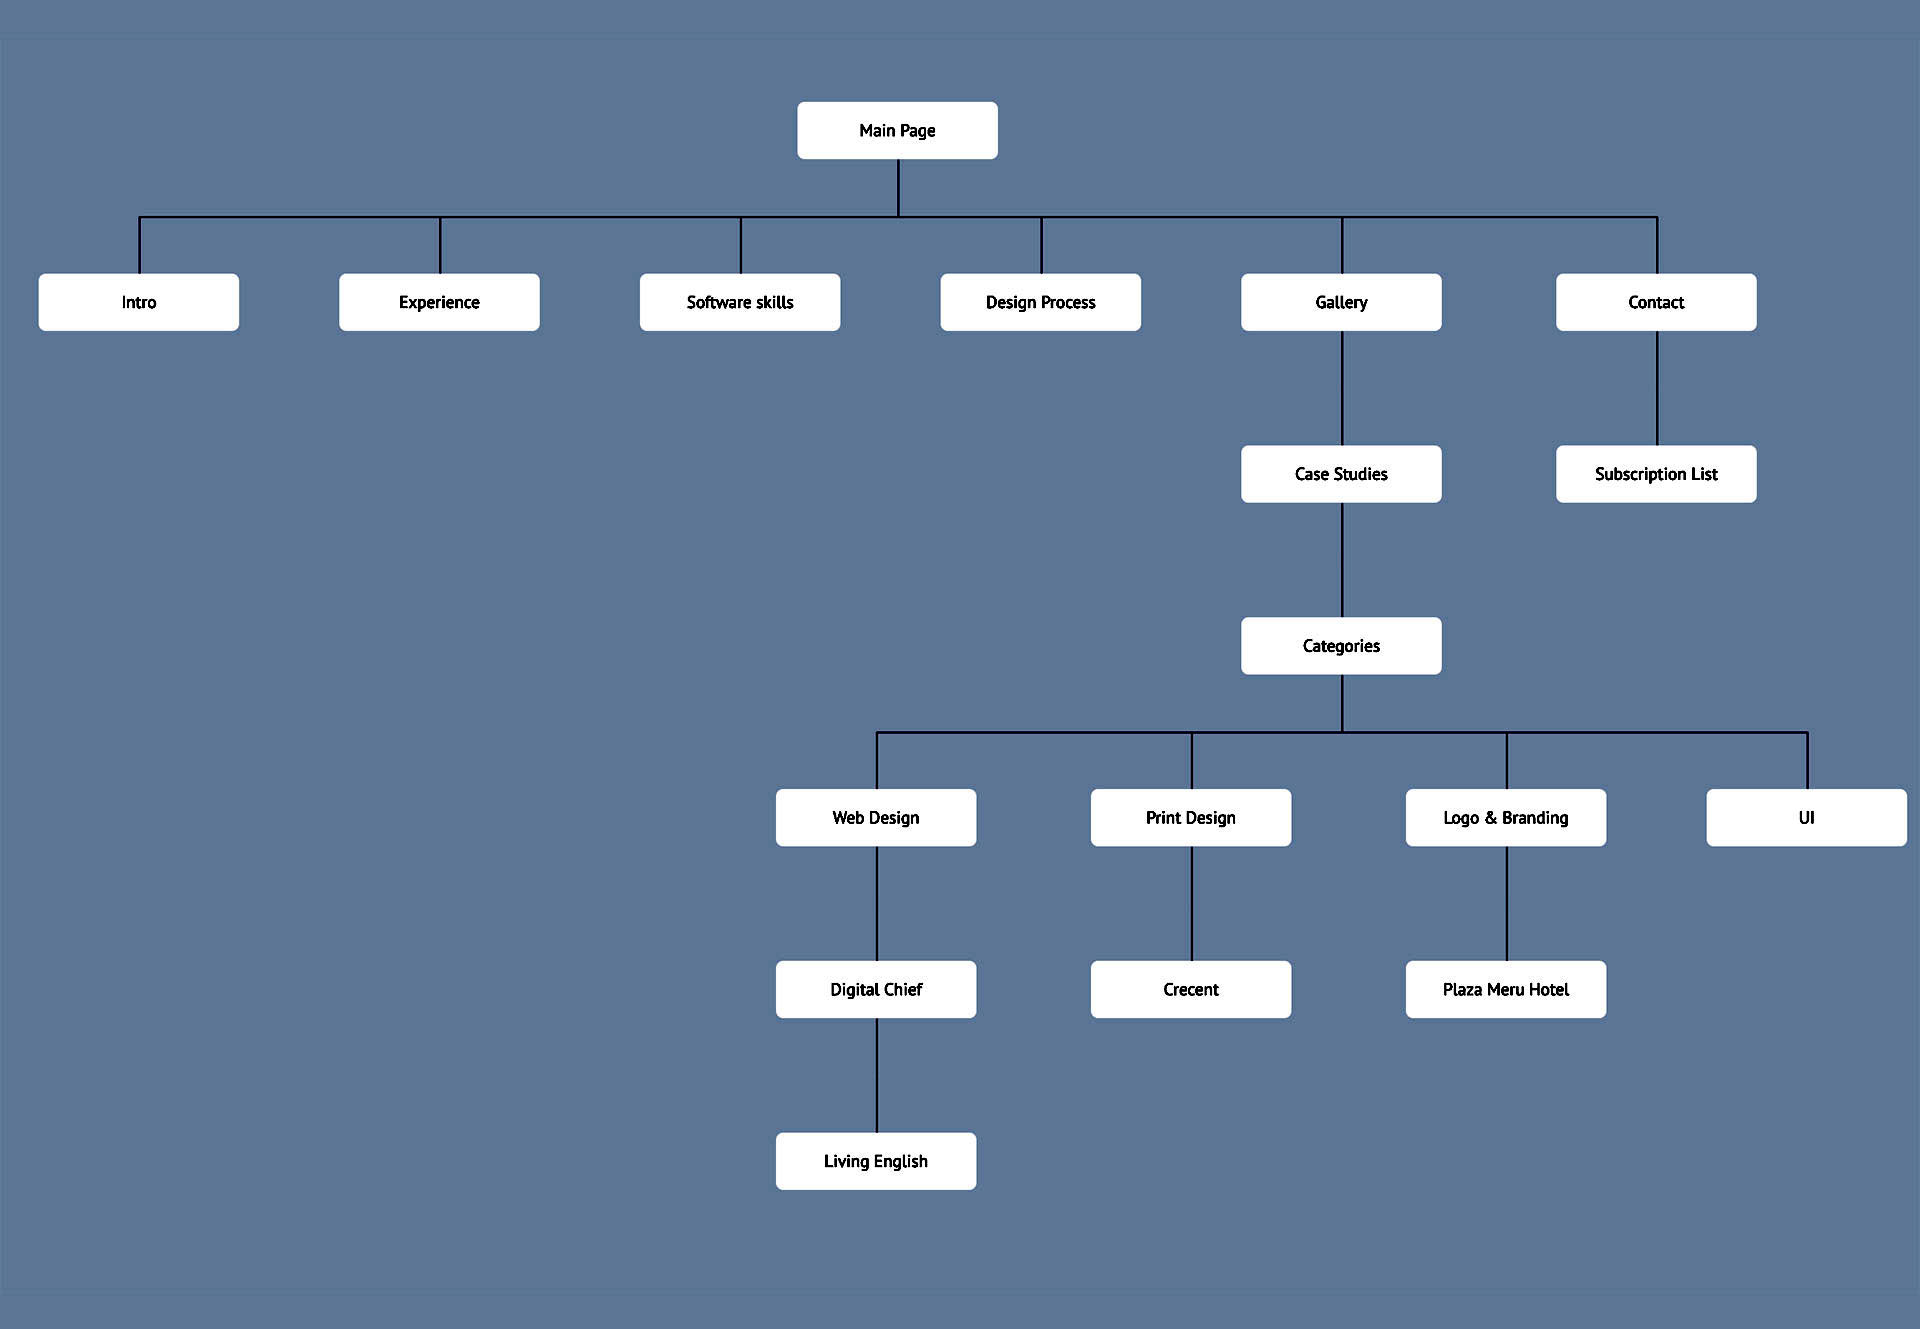 Main Page
Intro
Experience
Software skills
Design Process
Gallery
Contact
Case Studies
Subscription List
Categories
Web Design
Print Design
Logo & Branding
UI
Digital Chief
Crecent
Plaza Meru Hotel
Living English